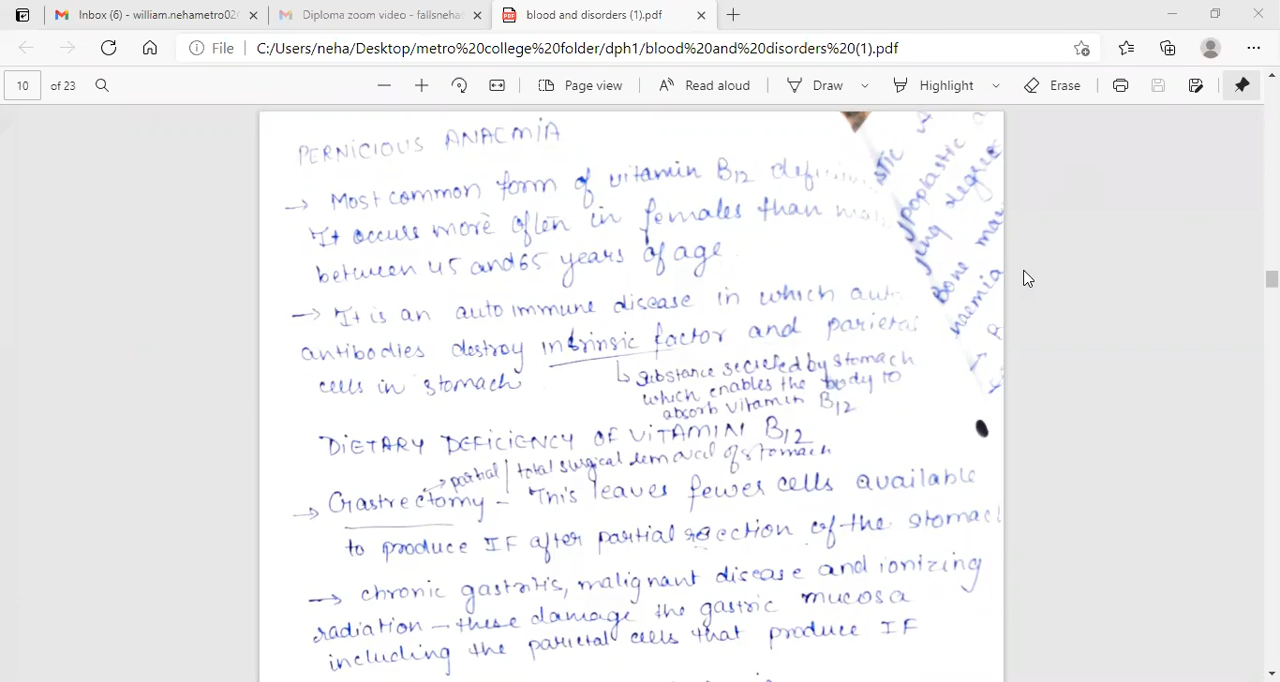 Inbox (6) - william.nehametro02
Diploma zoom video - fallsneha
blood and disorders (1).pdf
File
C:/Users/neha/Desktop/metro%20college%20folder/dph1/blood%20and%20disorders%20(1).pdf
10 of 23
Page view
Read aloud
Draw
Highlight
Erase
PERNICIOUS ANAEMIA
→ Most common form of vitamin B12
It occurs more often in females than
between 45 and 65 years of age
→ It is an auto immune disease in which auto
antibodies destroy intrinsic factor and parietal
cells in stomach
substance secreted by stomach
which enables the body to
absorb vitamin B12
DIETARY DEFICIENCY OF VITAMIN B12
partial / total surgical removal of stomach
→ Gastrectomy - This leaves fewer cells available
to produce IF after partial resection of the stomach
→ chronic gastritis, malignant disease and ionizing
radiation - these damage the gastric mucosa
including the parietal cells that produce IF
Bone